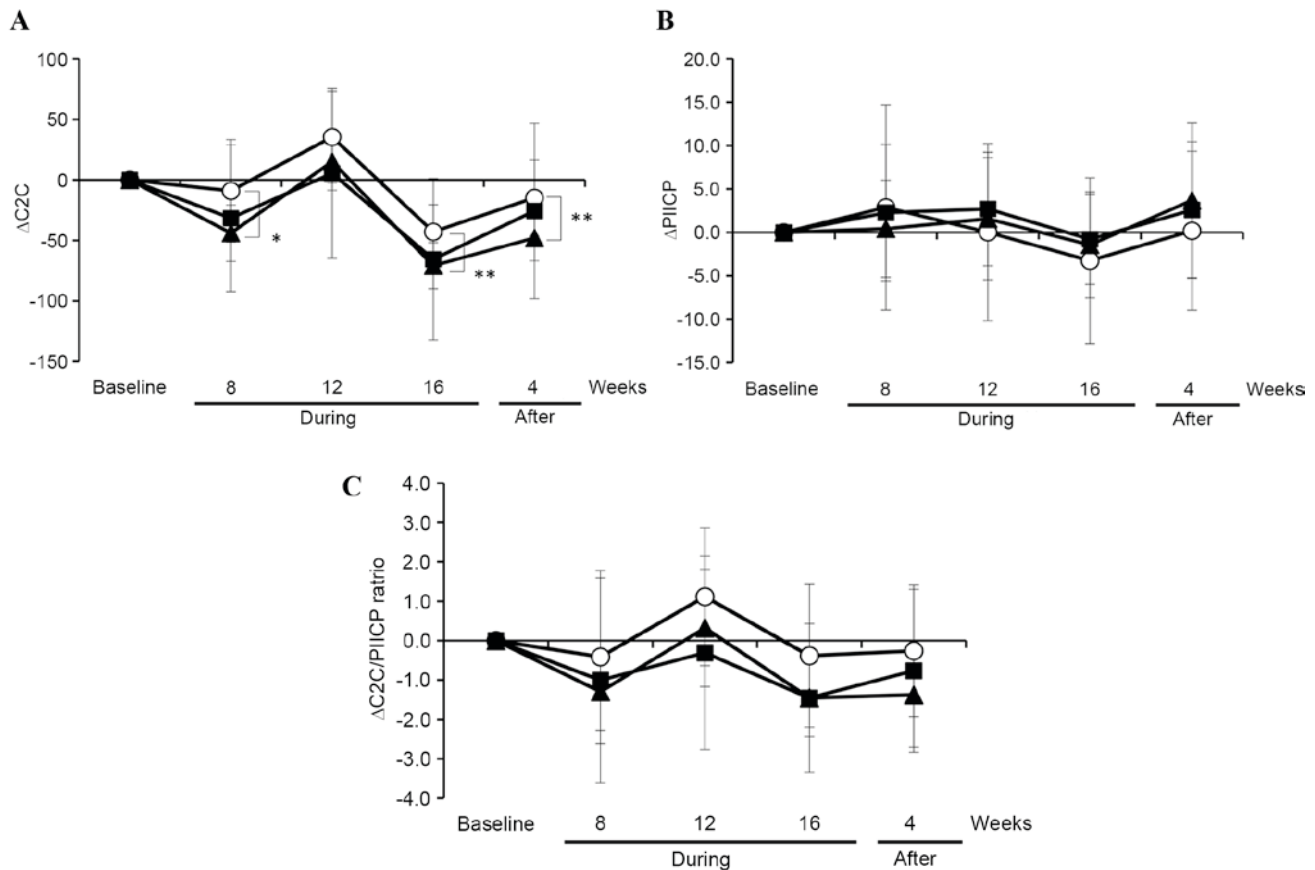 A
100
50
0
-50
-100
-150
ΔC2C
*
**
**
Baseline 8 12 16 4 Weeks
During After
B
20.0
15.0
10.0
5.0
0.0
-5.0
-10.0
-15.0
ΔPIICP
Baseline 8 12 16 4 Weeks
During After
C
4.0
3.0
2.0
1.0
0.0
-1.0
-2.0
-3.0
-4.0
ΔC2C/PIICP ratrio
Baseline 8 12 16 4 Weeks
During After